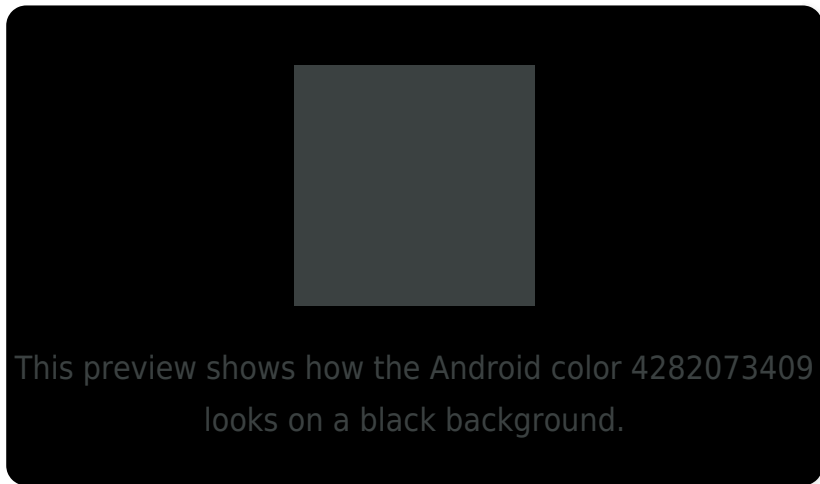 This preview shows how the Android color 4282073409
looks on a black background.